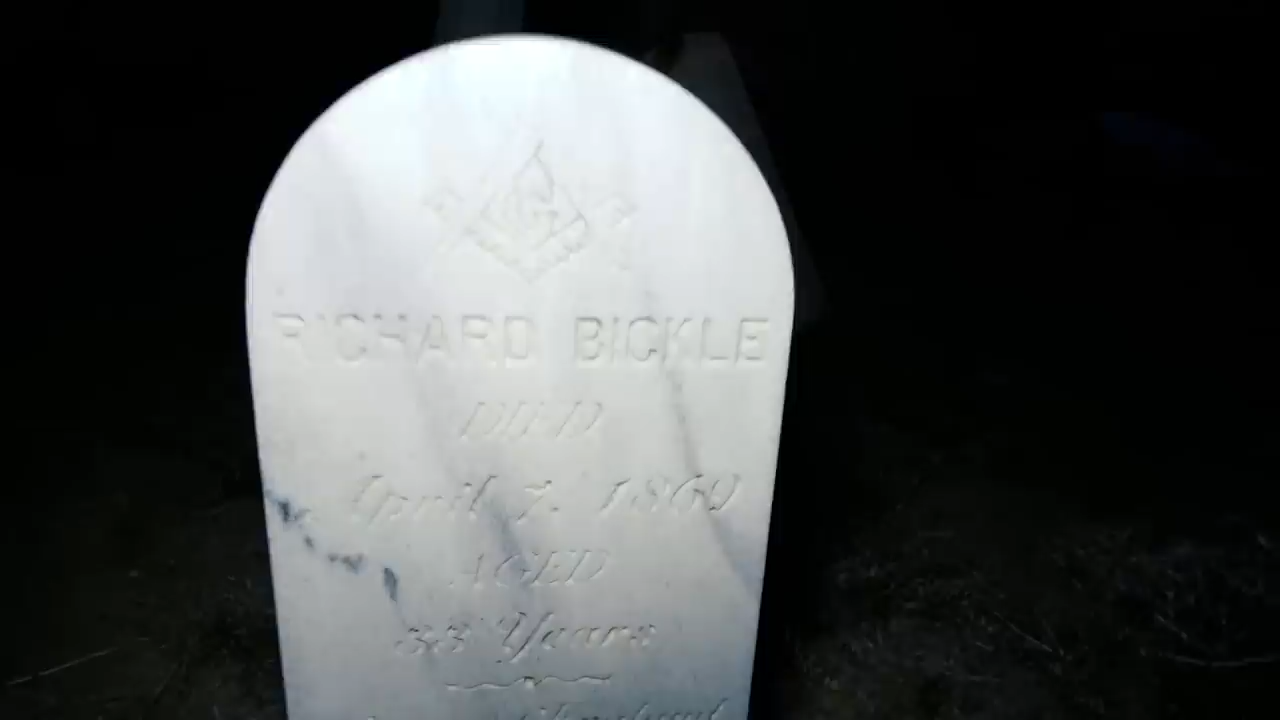 G
RICHARD BICKLE
DIED
April 7, 1869
AGED
33 Years